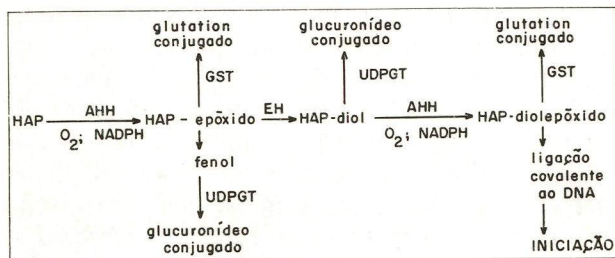 glutation
conjugado
glucuronídeo
conjugado
glutation
conjugado
GST
UDPGT
GST
HAP
AHH
O2; NADPH
HAP - epóxido
EH
HAP-diol
AHH
O2; NADPH
HAP-diolepóxido
fenol
UDPGT
glucuronídeo
conjugado
ligação
covalente
ao DNA
INICIAÇÃO